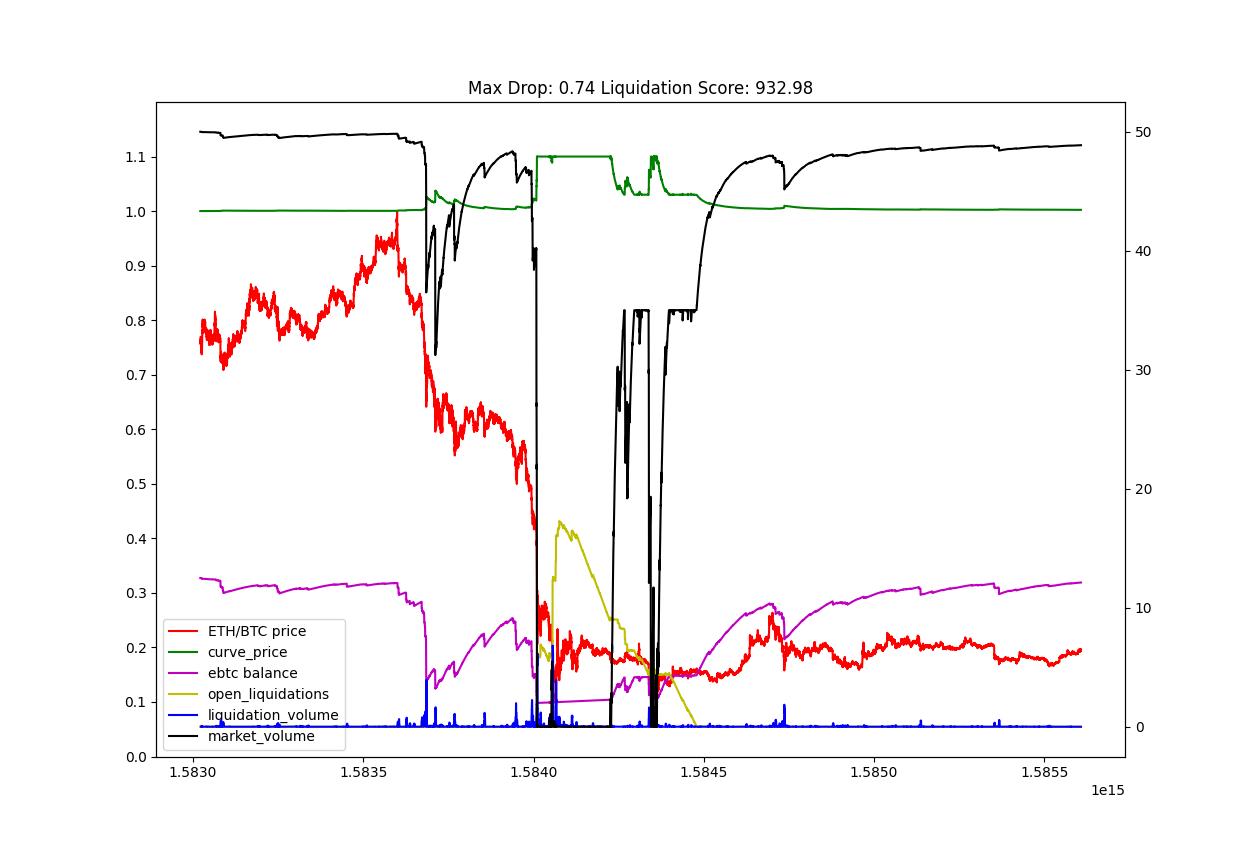 Max Drop: 0.74 Liquidation Score: 932.98
1.1
1.0
0.9
0.8
0.7
0.6
0.5
0.4
0.3
0.2
0.1
0.0
50
40
30
20
10
0
ETH/BTC price
curve_price
ebtc balance
open_liquidations
liquidation_volume
market_volume
1.5830 1.5835 1.5840 1.5845 1.5850 1.5855
1e15